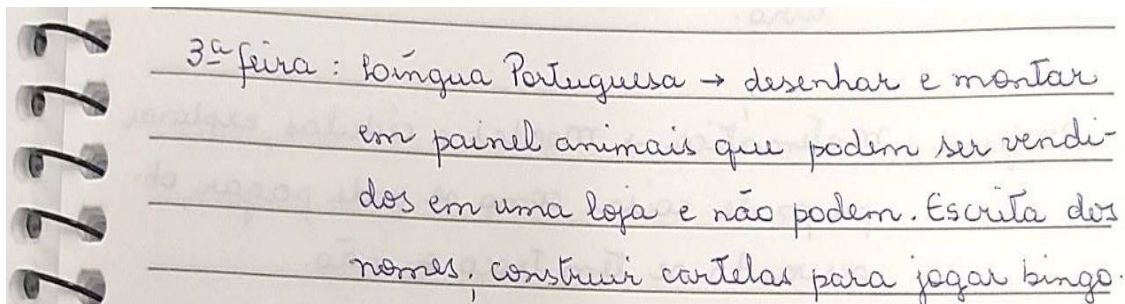 3ª feira : Língua Portuguesa → desenhar e montar
em painel animais que podem ser vendi-
dos em uma loja e não podem. Escrita dos
nomes, construir cartelas para jogar bingo.